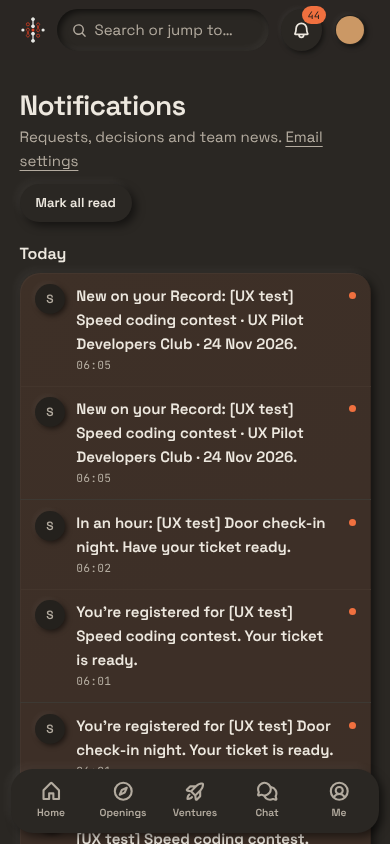 Search or jump to...
44
Notifications
Requests, decisions and team news. Email
settings
Mark all read
Today
S
New on your Record: [UX test]
Speed coding contest · UX Pilot
Developers Club · 24 Nov 2026.
06:05
S
New on your Record: [UX test]
Speed coding contest · UX Pilot
Developers Club · 24 Nov 2026.
06:05
S
In an hour: [UX test] Door check-in
night. Have your ticket ready.
06:02
S
You're registered for [UX test]
Speed coding contest. Your ticket
is ready.
06:01
S
You're registered for [UX test] Door
check-in night. Your ticket is ready.
Home
Openings
Ventures
Chat
Me
[UX test] Speed coding contest.